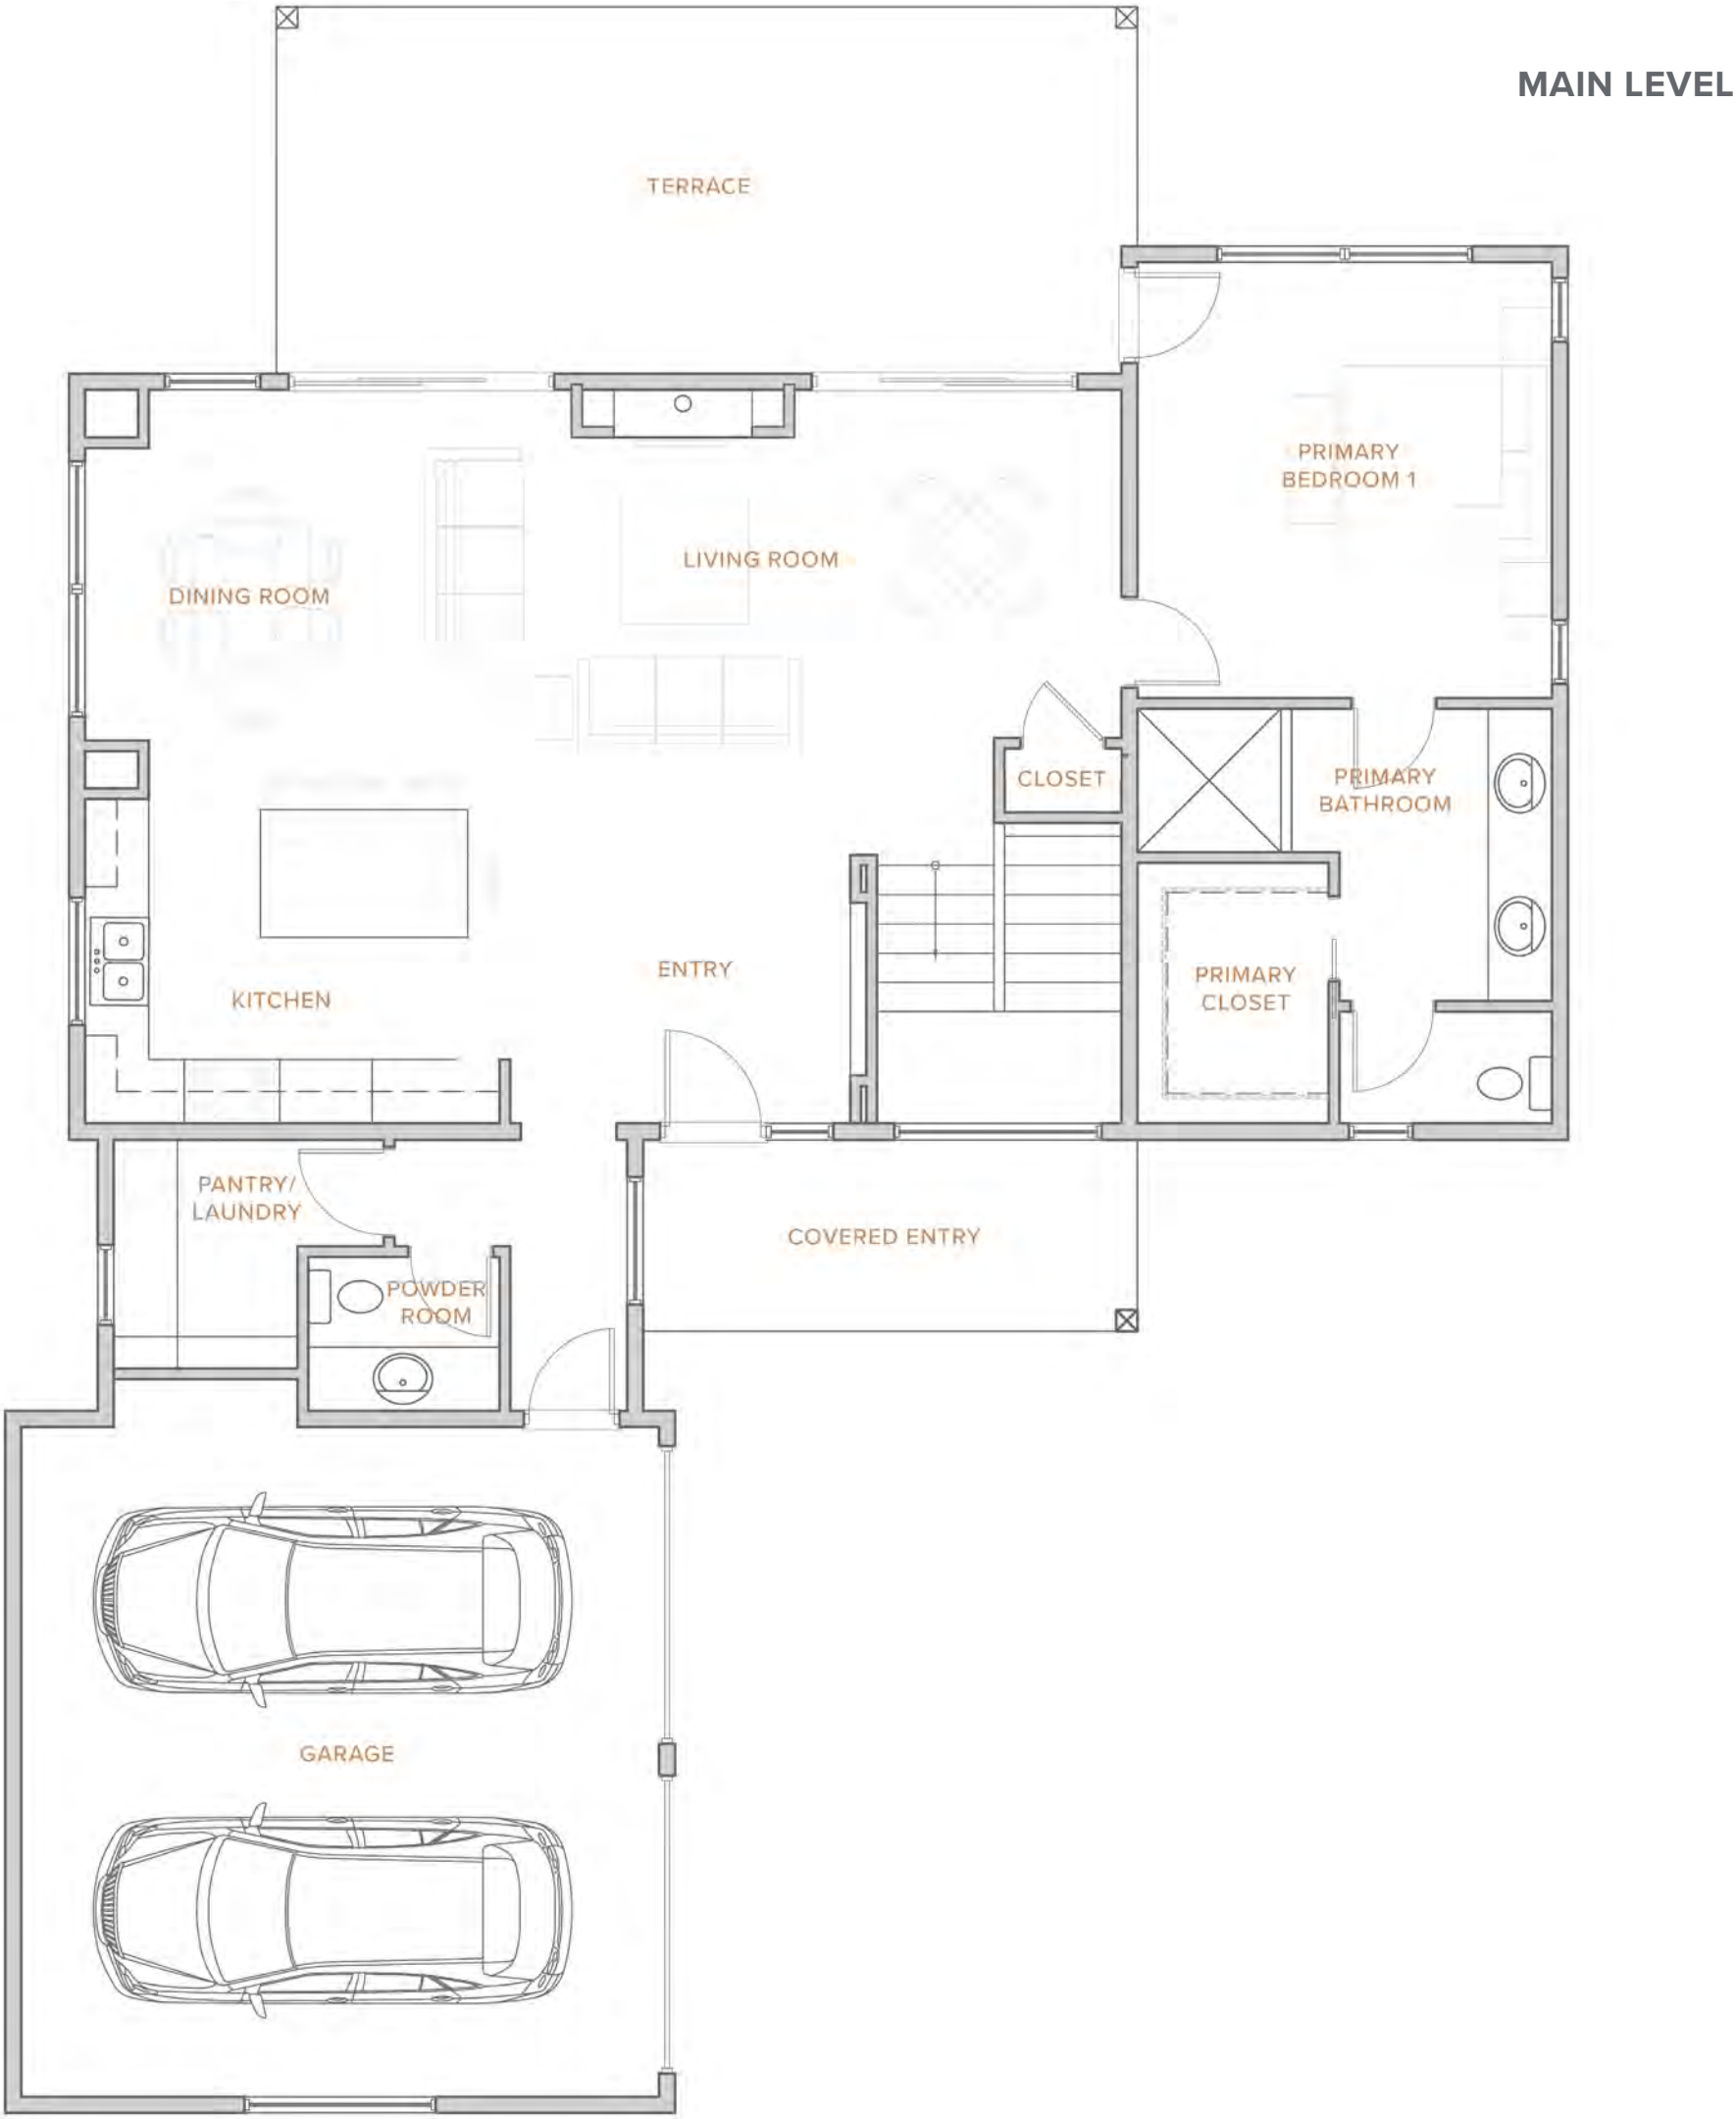 MAIN LEVEL
TERRACE
PRIMARY
BEDROOM 1
LIVING ROOM
DINING ROOM
CLOSET
PRIMARY
BATHROOM
ENTRY
PRIMARY
CLOSET
KITCHEN
PANTRY/
LAUNDRY
COVERED ENTRY
POWDER
ROOM
GARAGE